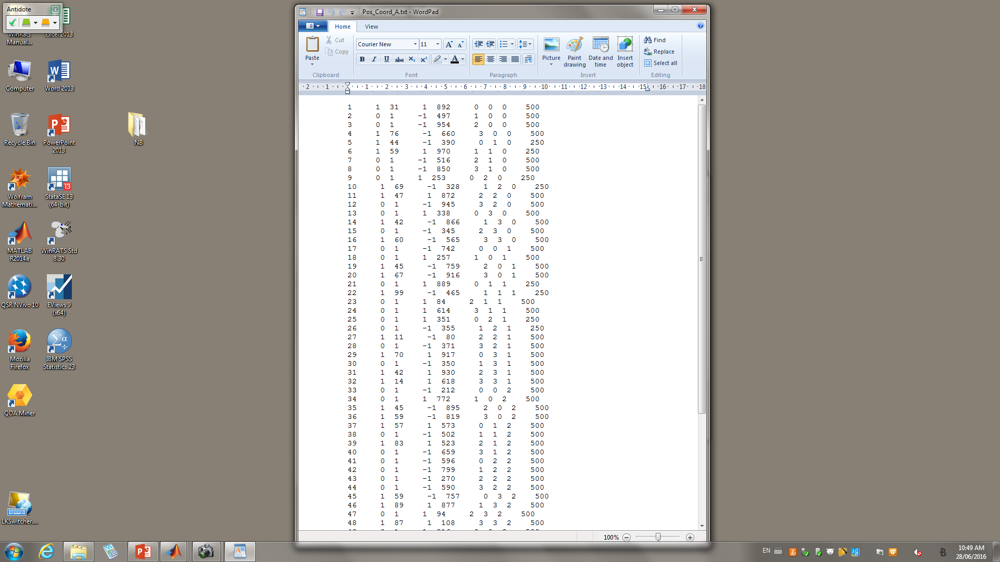 Antidote
WinRats Manual...
Excel 2013
Computer
Word 2013
Recycle Bin
PowerPoint 2013
NB
Wolfram Mathemati...
StataSE 13 (64-bit)
MATLAB R2014a
WinRATS Std 8.30
QSR NVivo 10
EViews 9 (x64)
Mozilla Firefox
IBM SPSS Statistics 23
QDA Miner
LKSwitcher....
Pos_Coord_A.txt - WordPad
Home View
Paste Cut Copy
Courier New 11
Picture
Paint drawing
Date and time
Insert object
Find
Replace
Select all
Clipboard Font Paragraph Insert Editing
2 1 1 2 3 4 5 6 7 8 9 10 11 12 13 14 15 16 17 18
1 1 31 1 892 0 0 0 500
2 0 1 -1 497 1 0 0 500
3 0 1 -1 954 2 0 0 500
4 1 76 -1 660 3 0 0 500
5 1 44 -1 390 0 1 0 250
6 1 59 1 970 1 1 0 250
7 0 1 -1 516 2 1 0 500
8 0 1 -1 850 3 1 0 500
9 0 1 1 253 0 2 0 250
10 1 69 -1 328 1 2 0 250
11 1 47 1 872 2 2 0 500
12 0 1 -1 945 3 2 0 500
13 0 1 1 338 0 3 0 500
14 1 42 -1 866 1 3 0 500
15 0 1 -1 345 2 3 0 500
16 1 60 -1 565 3 3 0 500
17 0 1 -1 742 0 0 1 500
18 0 1 1 257 1 0 1 500
19 1 45 -1 759 2 0 1 500
20 1 67 -1 916 3 0 1 500
21 0 1 1 889 0 1 1 250
22 1 99 -1 465 1 1 1 250
23 0 1 1 84 2 1 1 500
24 0 1 1 614 3 1 1 500
25 0 1 1 351 0 2 1 250
26 0 1 -1 355 1 2 1 250
27 1 11 -1 80 2 2 1 500
28 0 1 -1 371 3 2 1 500
29 1 70 1 917 0 3 1 500
30 0 1 -1 350 1 3 1 500
31 1 42 1 930 2 3 1 500
32 1 14 1 618 3 3 1 500
33 0 1 -1 212 0 0 2 500
34 0 1 1 772 1 0 2 500
35 1 45 -1 895 2 0 2 500
36 1 59 -1 819 3 0 2 500
37 1 57 1 573 0 1 2 500
38 0 1 -1 502 1 1 2 500
39 1 83 1 523 2 1 2 500
40 0 1 -1 659 3 1 2 500
41 0 1 -1 596 0 2 2 500
42 0 1 -1 799 1 2 2 500
43 0 1 -1 270 2 2 2 500
44 0 1 -1 590 3 2 2 500
45 1 59 -1 757 0 3 2 500
46 1 89 1 877 1 3 2 500
47 0 1 1 94 2 3 2 500
48 1 87 1 108 3 3 2 500
100%
EN
10:49 AM
28/06/2016